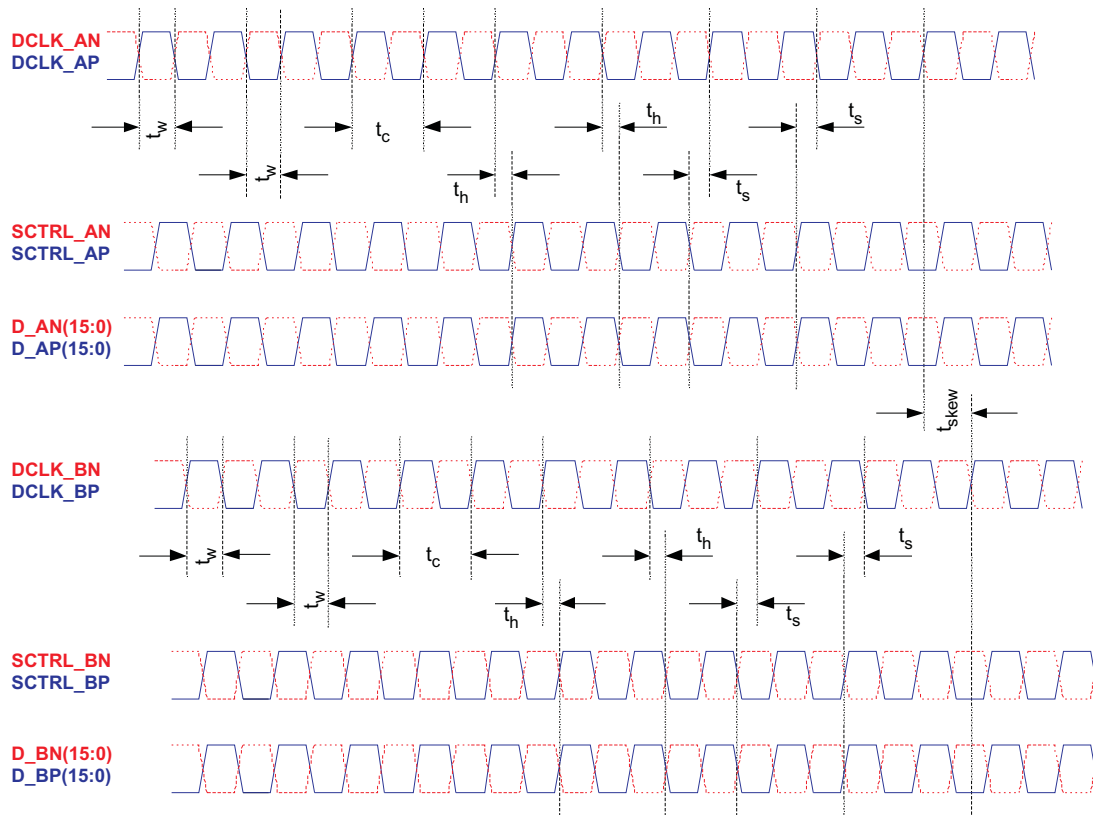 DCLK_AN
DCLK_AP
tw
tc
th
ts
tw
th
ts
SCTRL_AN
SCTRL_AP
D_AN(15:0)
D_AP(15:0)
tskew
DCLK_BN
DCLK_BP
tw
tc
th
ts
tw
th
ts
SCTRL_BN
SCTRL_BP
D_BN(15:0)
D_BP(15:0)